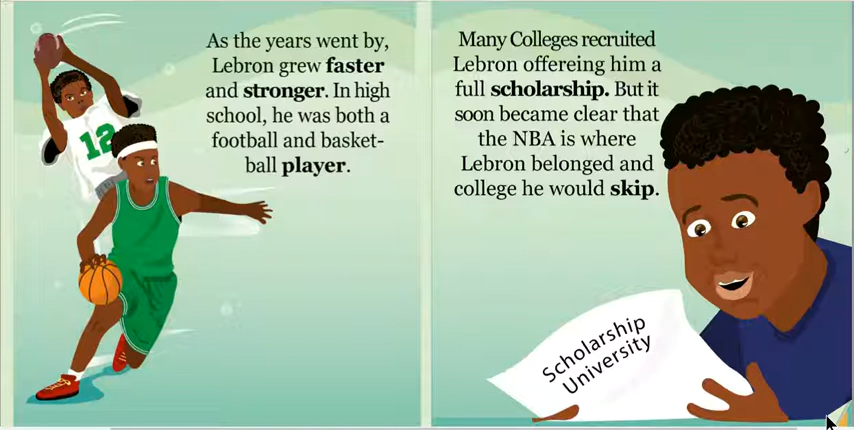 As the years went by,
Lebron grew faster
and stronger. In high
school, he was both a
football and basket-
ball player.
12
Many Colleges recruited
Lebron offereing him a
full scholarship. But it
soon became clear that
the NBA is where
Lebron belonged and
college he would skip.
Scholarship
University